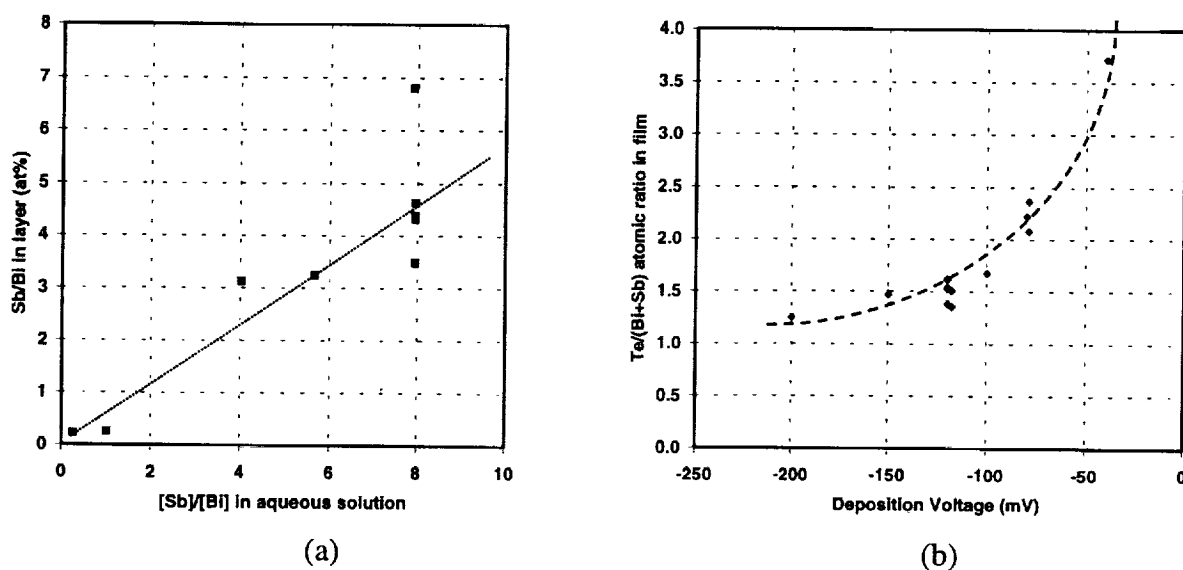 8
7
6
5
4
3
2
1
0
Sb/Bi in layer (at%)
0 2 4 6 8 10
[Sb]/[Bi] in aqueous solution
(a)
4.0
3.5
3.0
2.5
2.0
1.5
1.0
0.5
0.0
Te/(Bi+Sb) atomic ratio in film
-250 -200 -150 -100 -50 0
Deposition Voltage (mV)
(b)